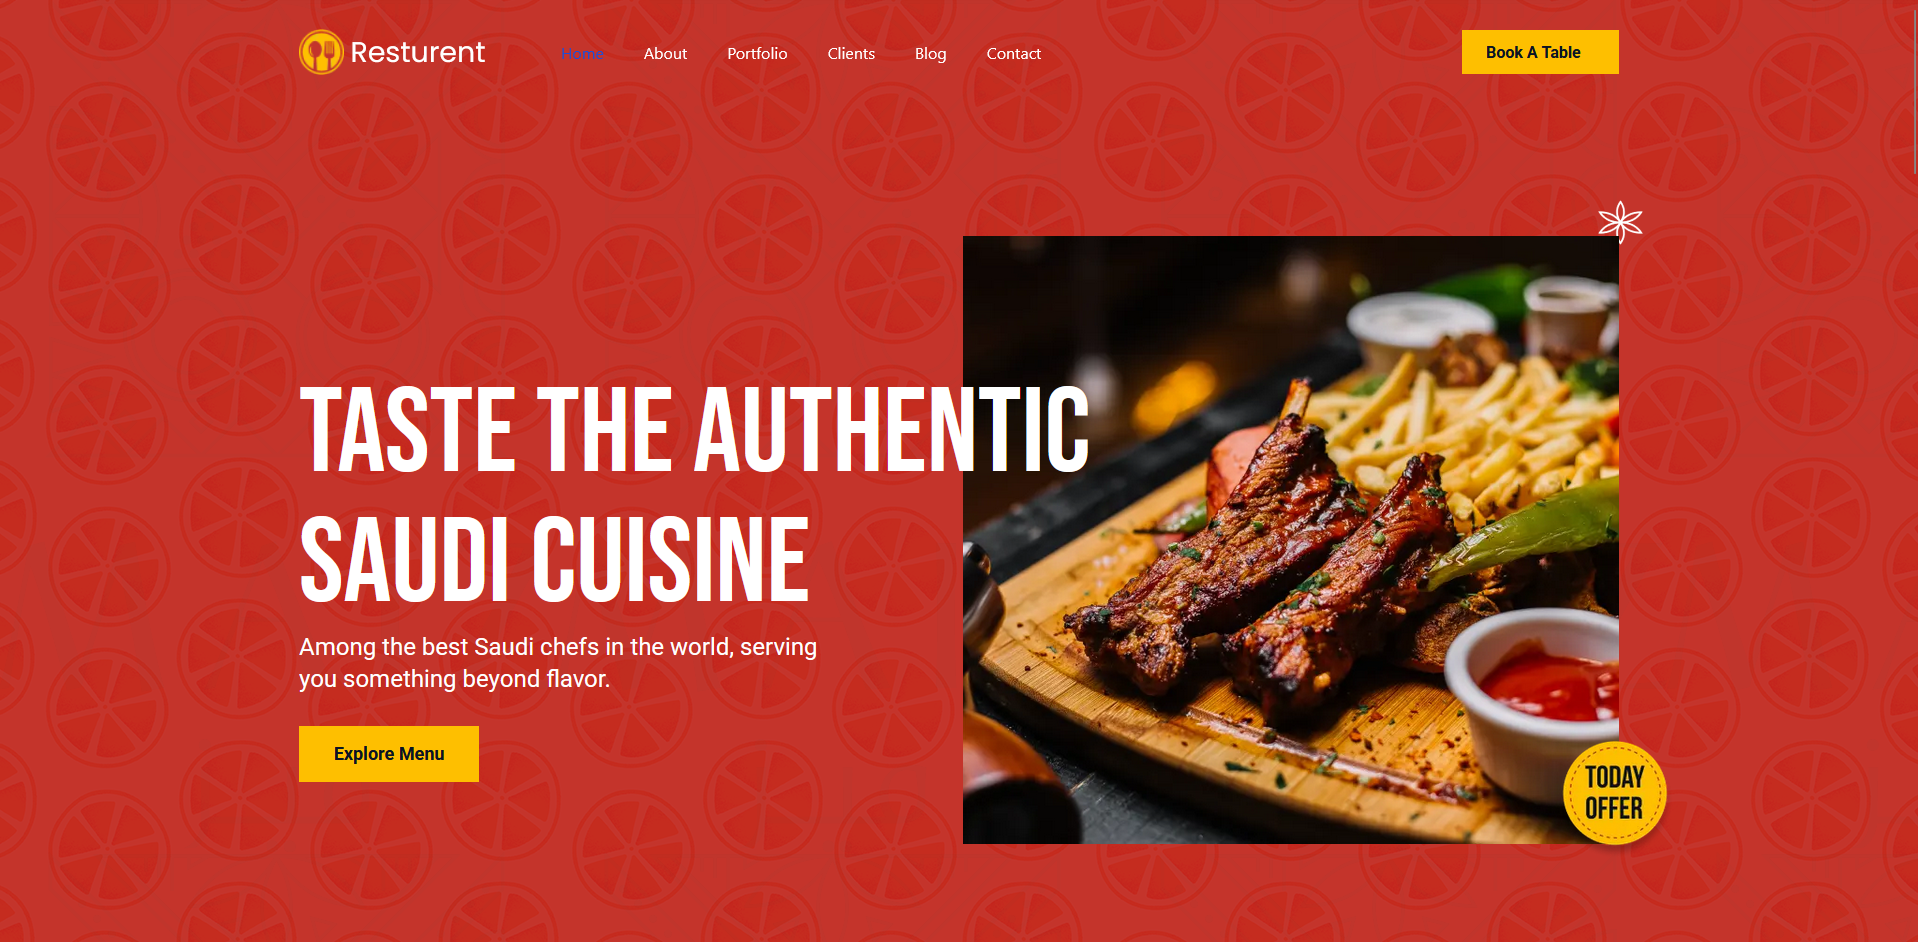 Resturent
Home
About
Portfolio
Clients
Blog
Contact
Book A Table
TASTE THE AUTHENTIC
SAUDI CUISINE
Among the best Saudi chefs in the world, serving
you something beyond flavor.
Explore Menu
TODAY
OFFER